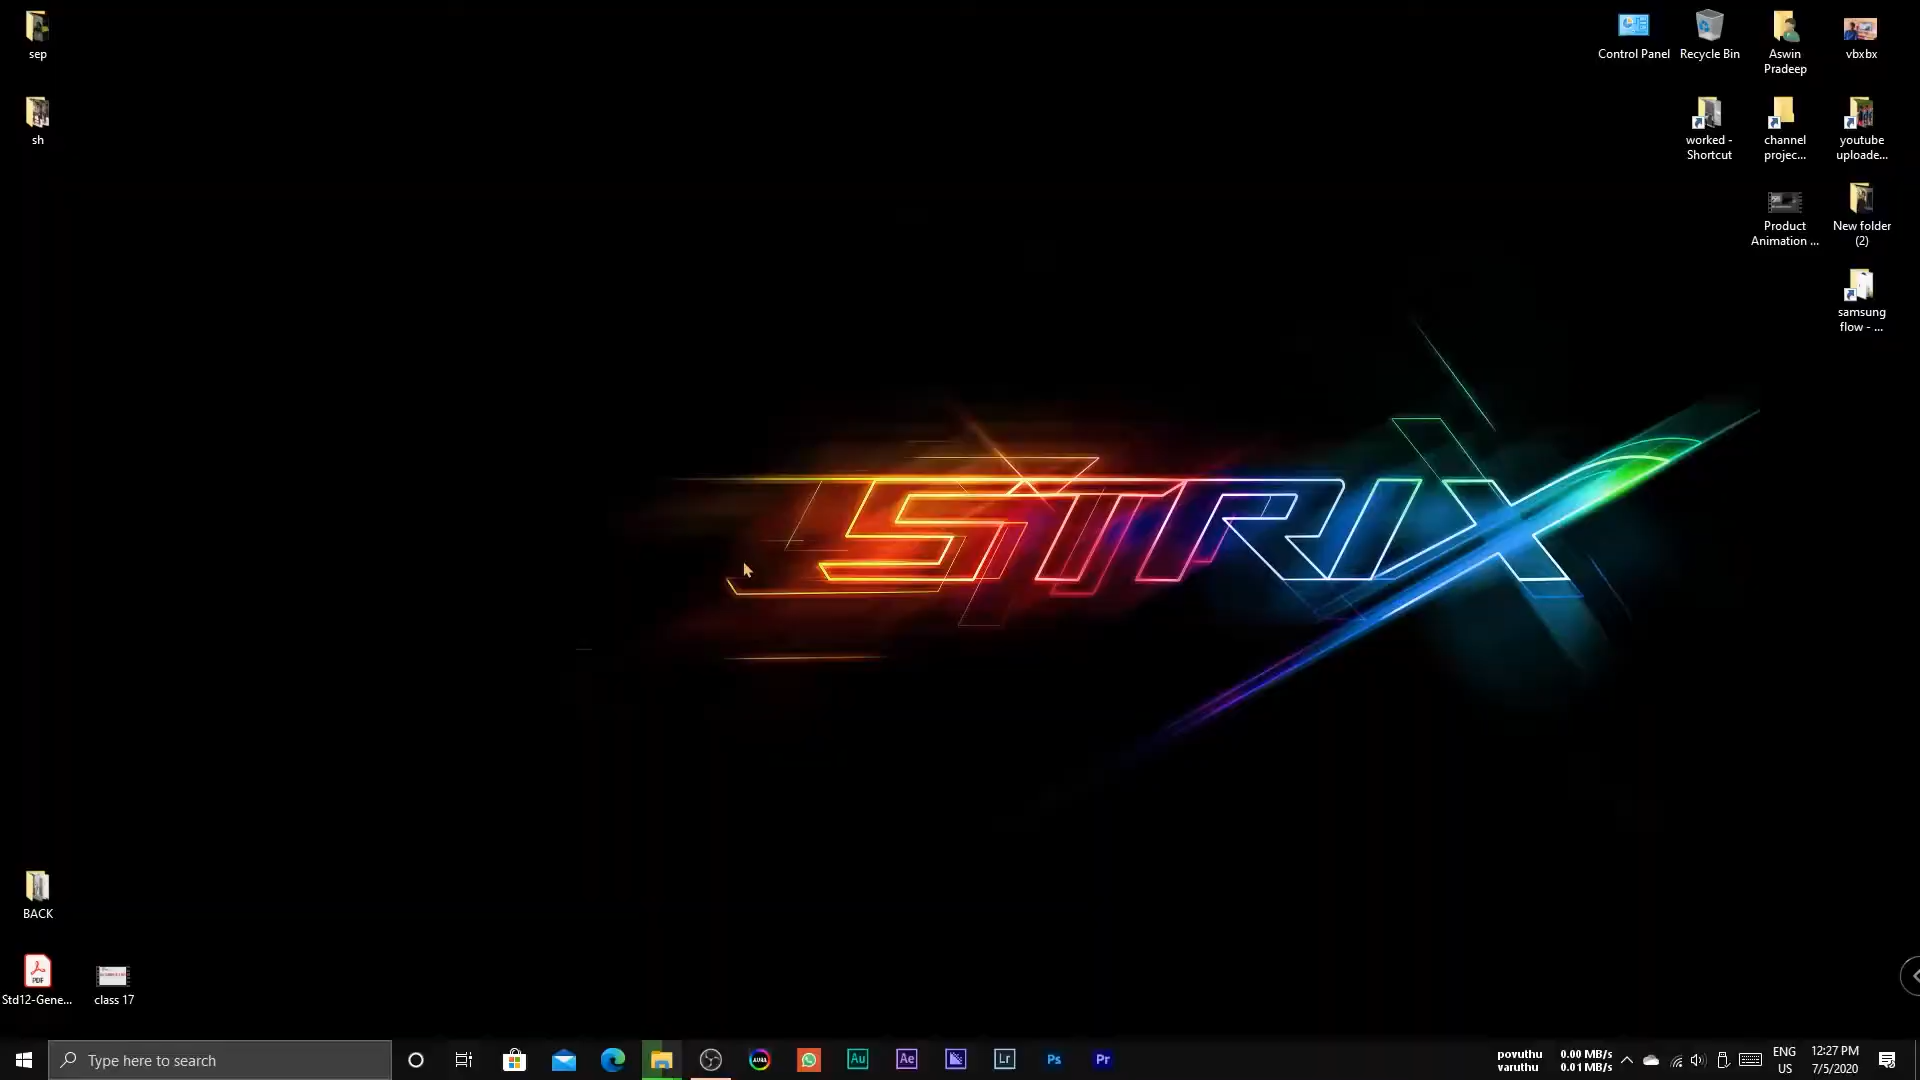 sep
sh
Control Panel
Recycle Bin
Aswin
Pradeep
vbxbx
worked -
Shortcut
channel
projec...
youtube
uploade...
Product
Animation ...
New folder
(2)
samsung
flow - ...
STRIX
BACK
PDF
Std12-Gene...
class 17
Type here to search
AURA
Au
Ae
Lr
Ps
Pr
povuthu 0.00 MB/s
varuthu 0.01 MB/s
ENG
US
12:27 PM
7/5/2020